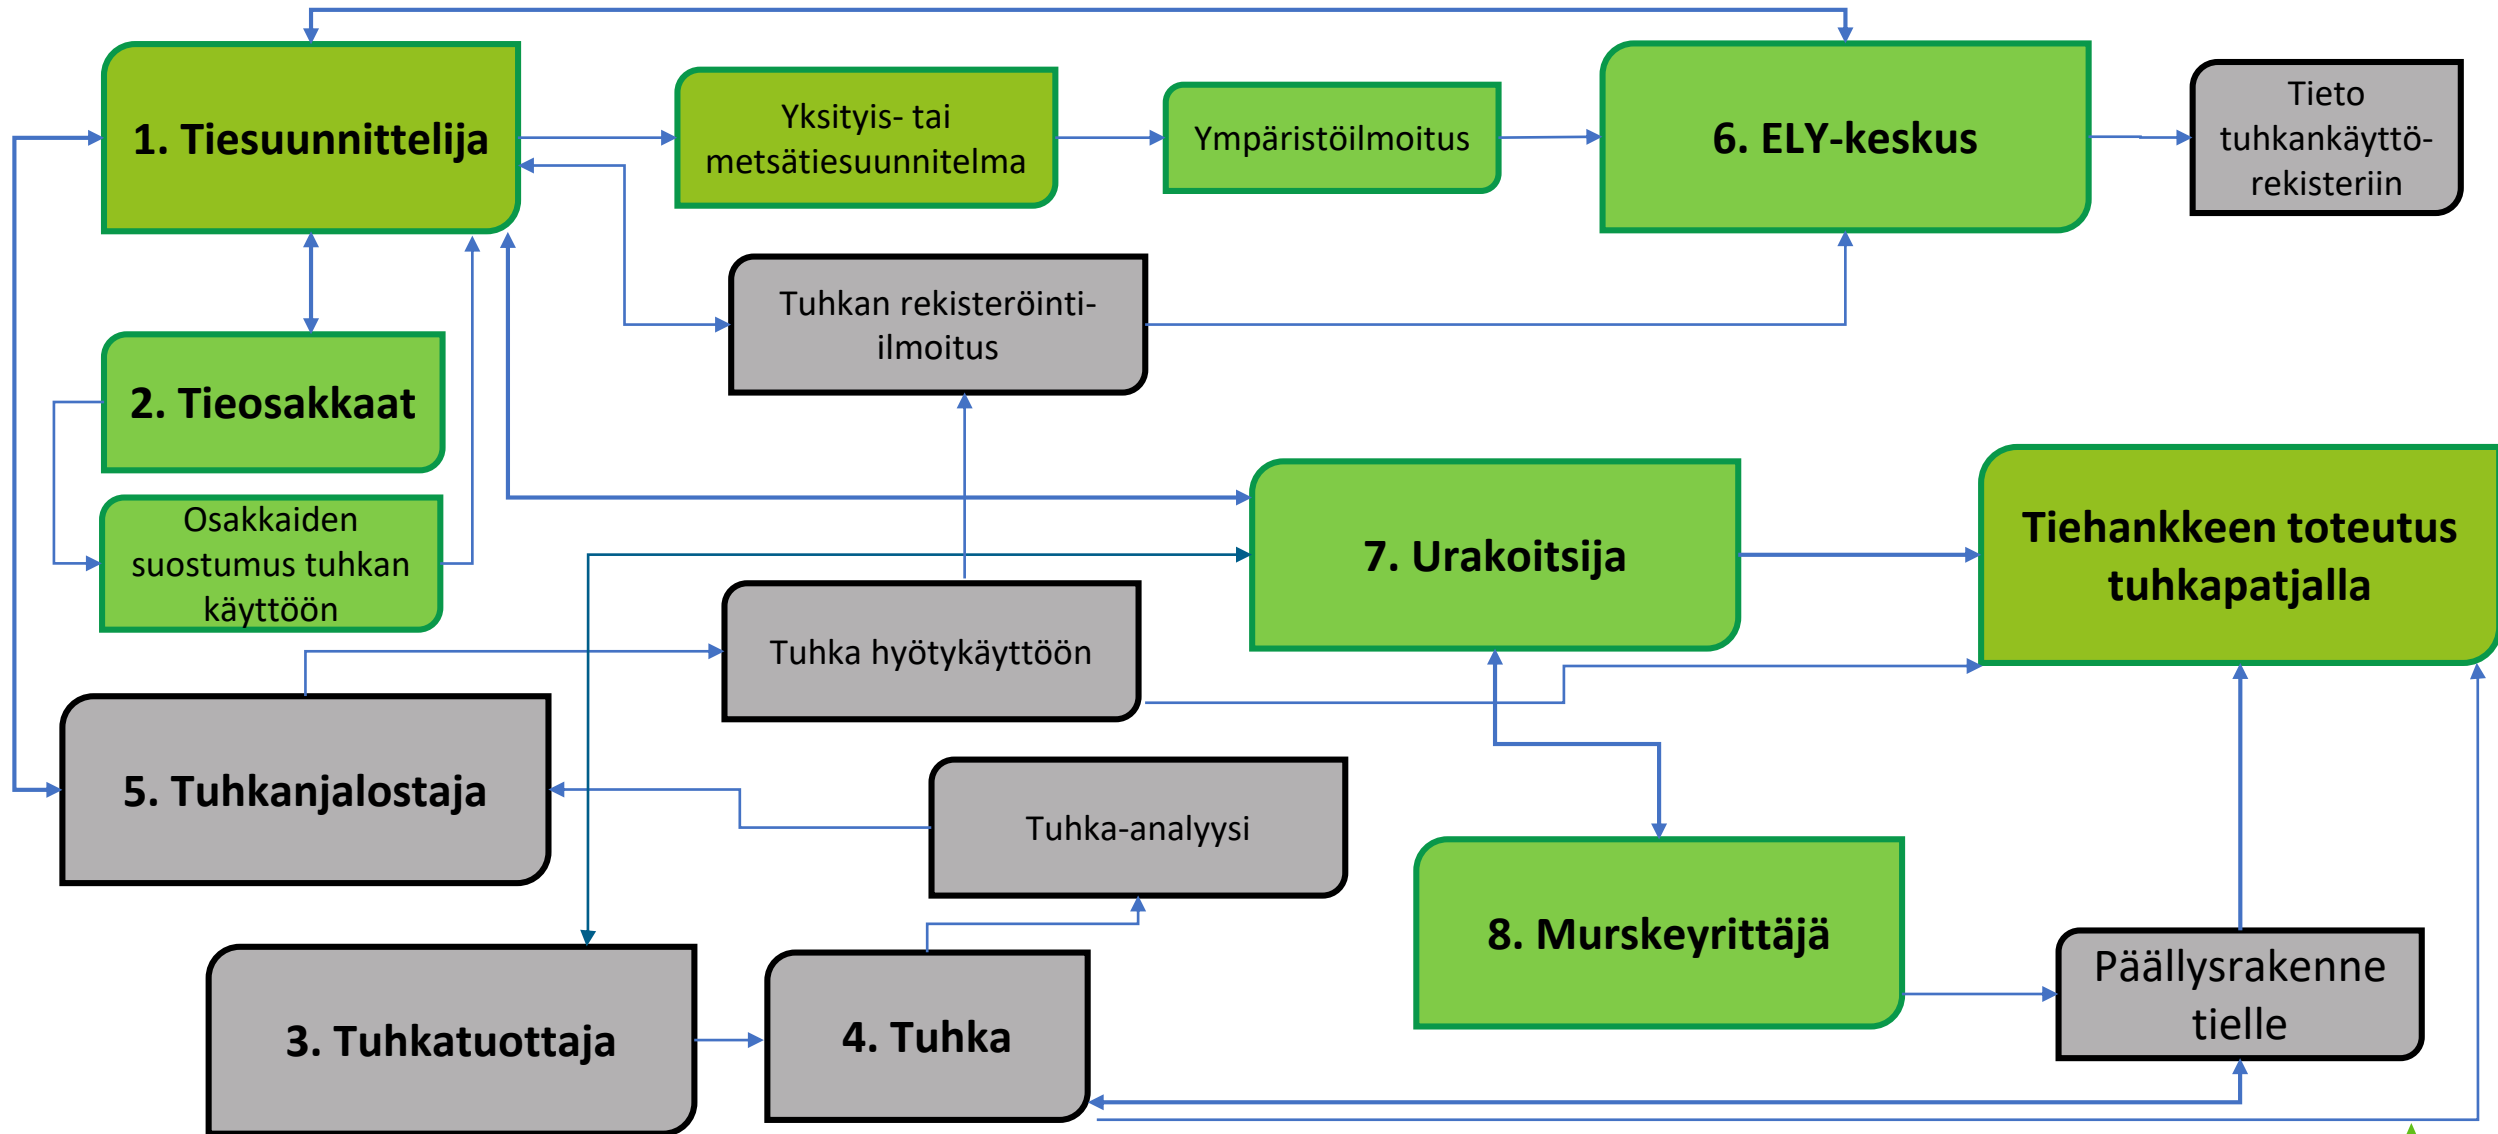 1. Tiesuunnittelija
Yksityis- tai
metsätiesuunnitelma
Ympäristöilmoitus
6. ELY-keskus
Tieto
tuhkankäyttö-
rekisteriin
Tuhkan rekisteröinti-
ilmoitus
2. Tieosakkaat
Osakkaiden
suostumus tuhkan
käyttöön
7. Urakoitsija
Tiehankkeen toteutus
tuhkapatjalla
Tuhka hyötykäyttöön
5. Tuhkanjalostaja
Tuhka-analyysi
8. Murskeyrittäjä
3. Tuhkatuottaja
4. Tuhka
Päällysrakenne
tielle